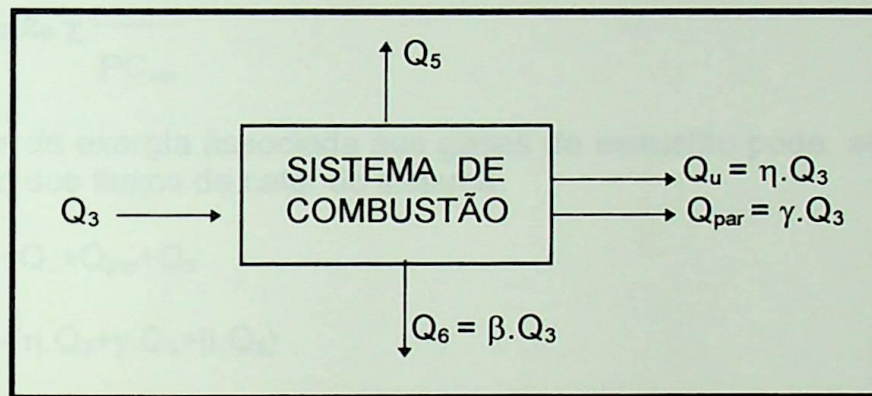 Q5
SISTEMA DE
COMBUSTÃO
Q3
Qu = η.Q3
Qpar = γ.Q3
Q6 = β.Q3